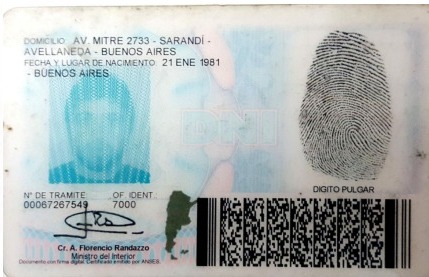 DOMICILIO: AV. MITRE 2733 - SARANDÍ -
AVELLANEDA - BUENOS AIRES
FECHA Y LUGAR DE NACIMIENTO: 21 ENE 1981
- BUENOS AIRES
DNI
N° DE TRAMITE OF. IDENT.
00067267549 7000
DIGITO PULGAR
Cr. A. Florencio Randazzo
Ministro del Interior
Documento con firma digital. Certificado emitido por ANSES.